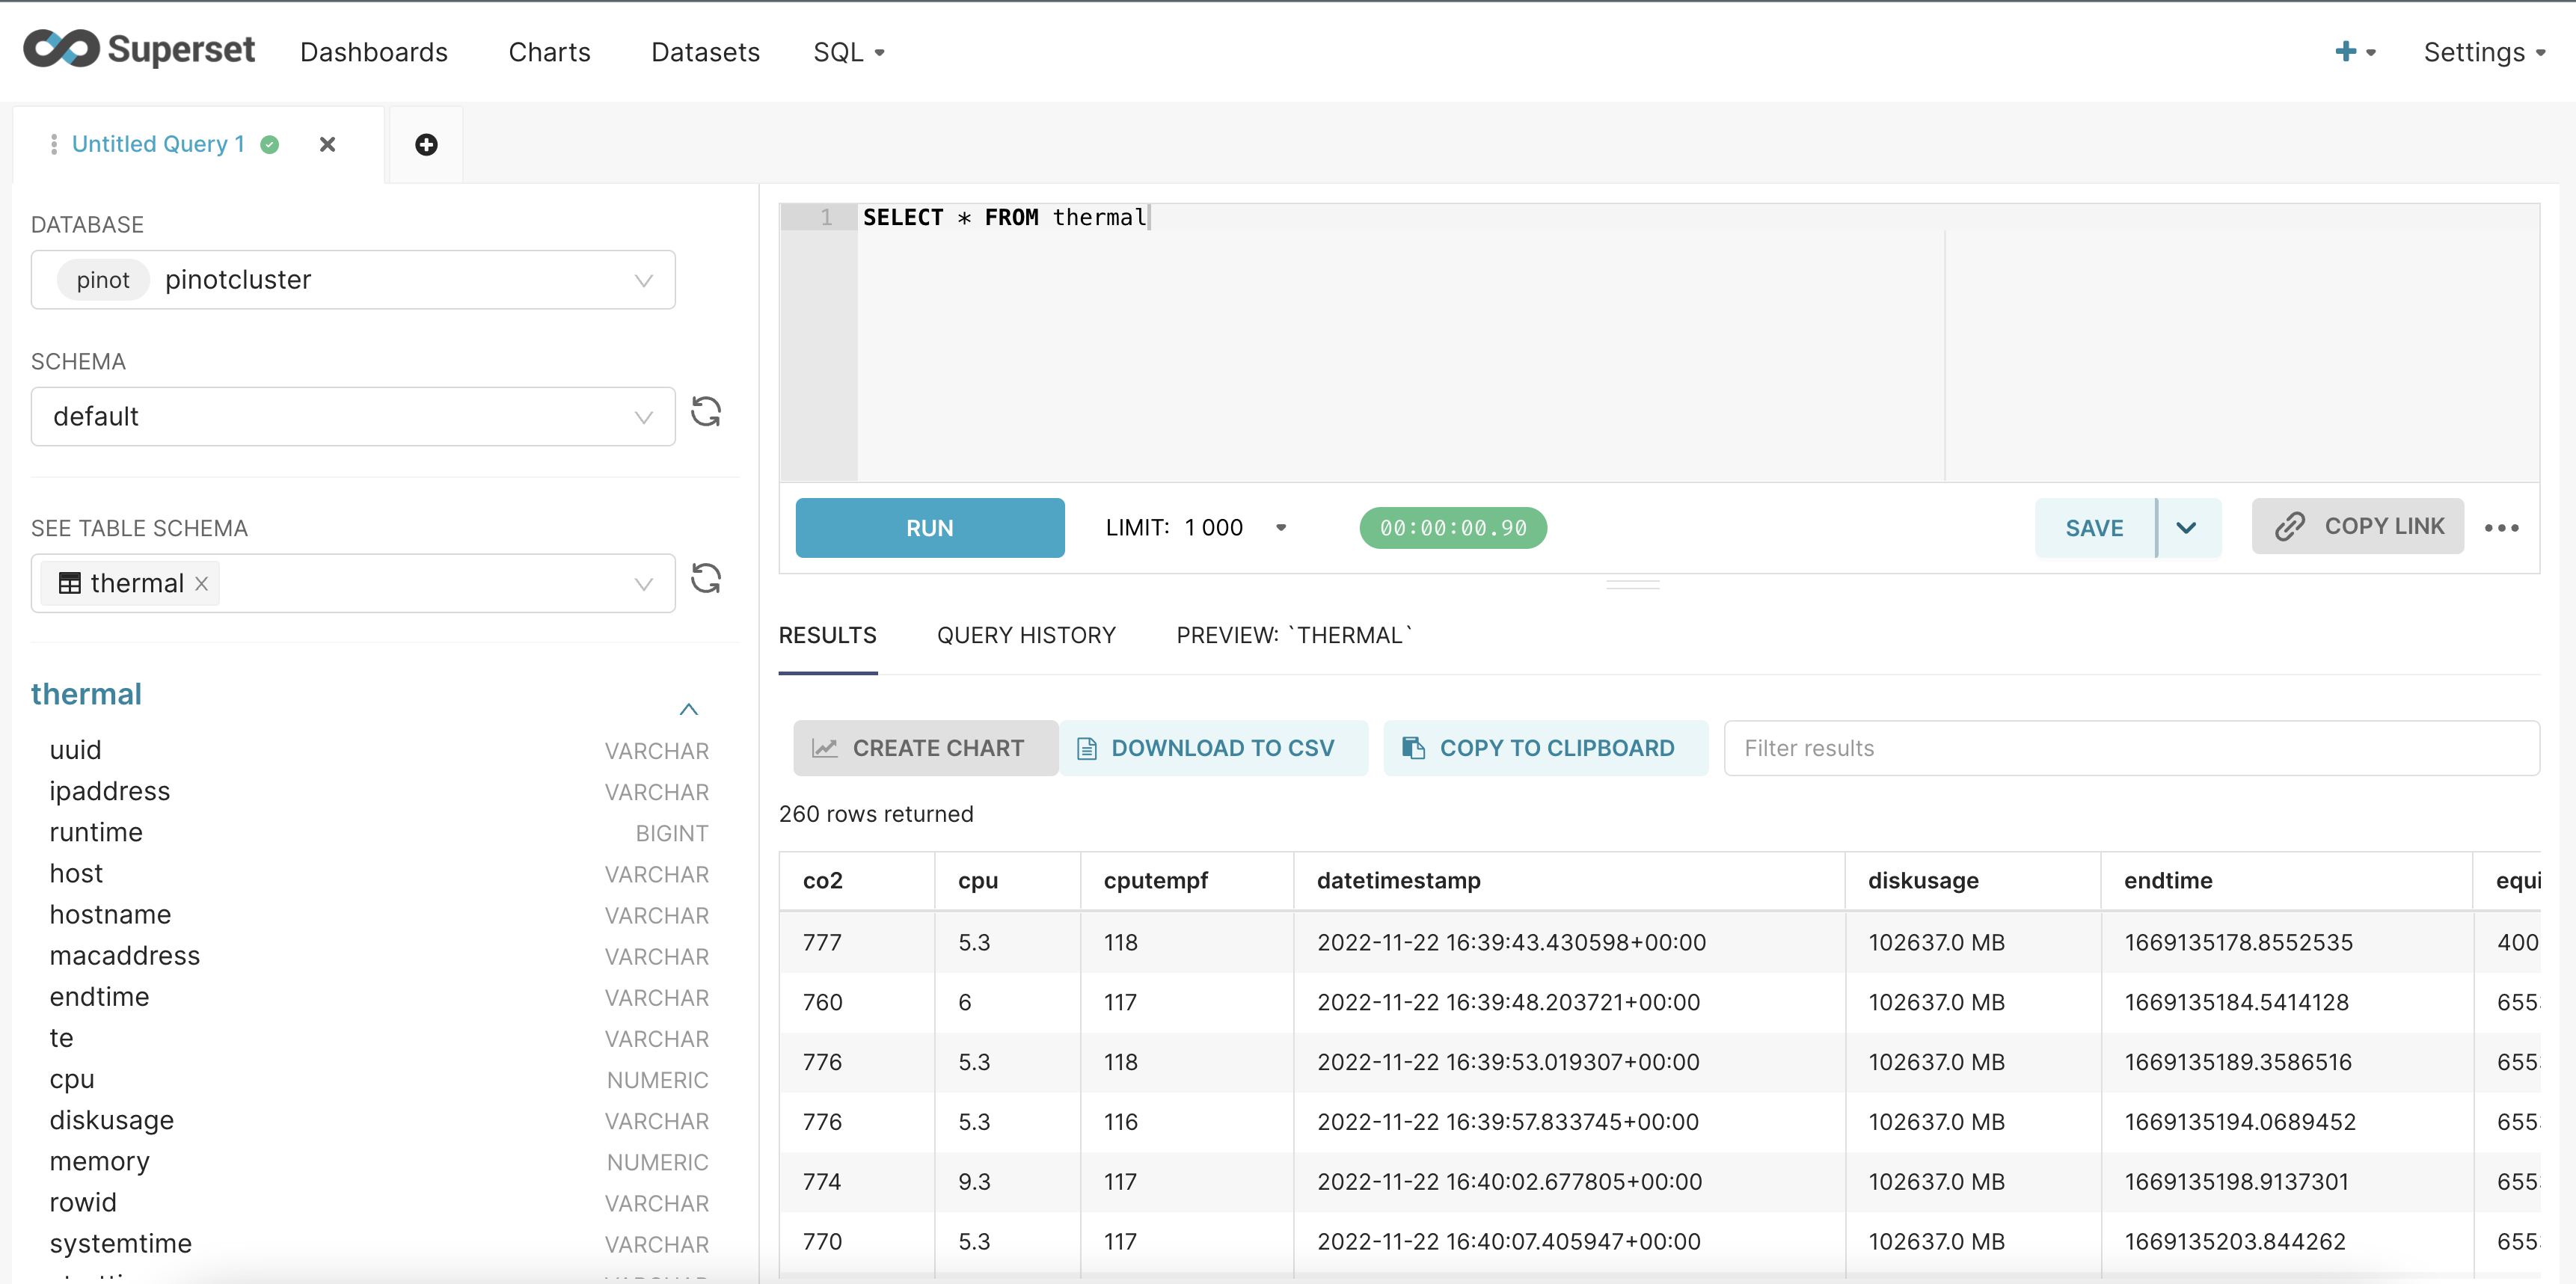 Superset Dashboards Charts Datasets SQL Settings
Untitled Query 1
DATABASE
pinot pinotcluster
SCHEMA
default
SEE TABLE SCHEMA
thermal
thermal
uuid VARCHAR
ipaddress VARCHAR
runtime BIGINT
host VARCHAR
hostname VARCHAR
macaddress VARCHAR
endtime VARCHAR
te VARCHAR
cpu NUMERIC
diskusage VARCHAR
memory NUMERIC
rowid VARCHAR
systemtime VARCHAR
1 SELECT * FROM thermal
RUN LIMIT: 1 000 00:00:00.90 SAVE COPY LINK
RESULTS QUERY HISTORY PREVIEW: `THERMAL`
CREATE CHART DOWNLOAD TO CSV COPY TO CLIPBOARD Filter results
260 rows returned
co2 cpu cputempf datetimestamp diskusage endtime equi
777 5.3 118 2022-11-22 16:39:43.430598+00:00 102637.0 MB 1669135178.8552535 400
760 6 117 2022-11-22 16:39:48.203721+00:00 102637.0 MB 1669135184.5414128 655
776 5.3 118 2022-11-22 16:39:53.019307+00:00 102637.0 MB 1669135189.3586516 655
776 5.3 116 2022-11-22 16:39:57.833745+00:00 102637.0 MB 1669135194.0689452 655
774 9.3 117 2022-11-22 16:40:02.677805+00:00 102637.0 MB 1669135198.9137301 655
770 5.3 117 2022-11-22 16:40:07.405947+00:00 102637.0 MB 1669135203.844262 655